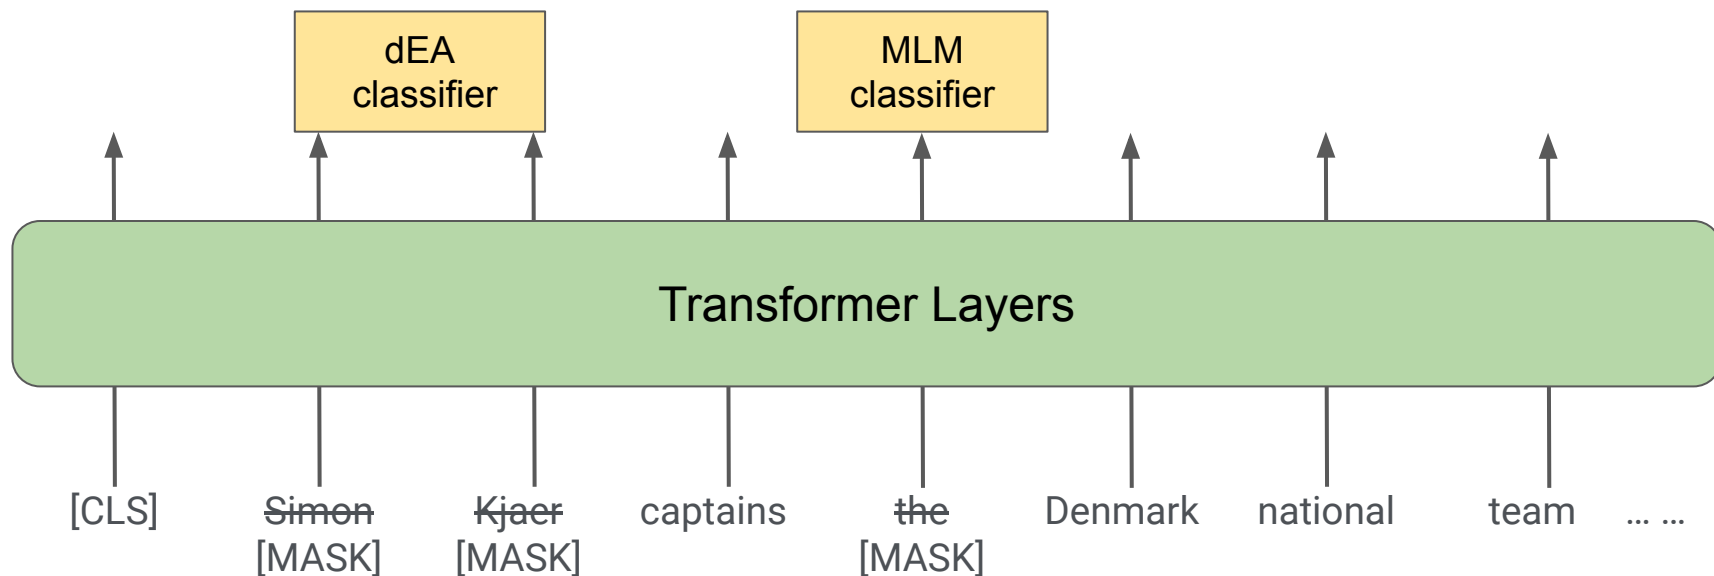 dEA
classifier
MLM
classifier
Transformer Layers
[CLS] Simon Kjaer captains the Denmark national team ... ...
[MASK] [MASK] [MASK]